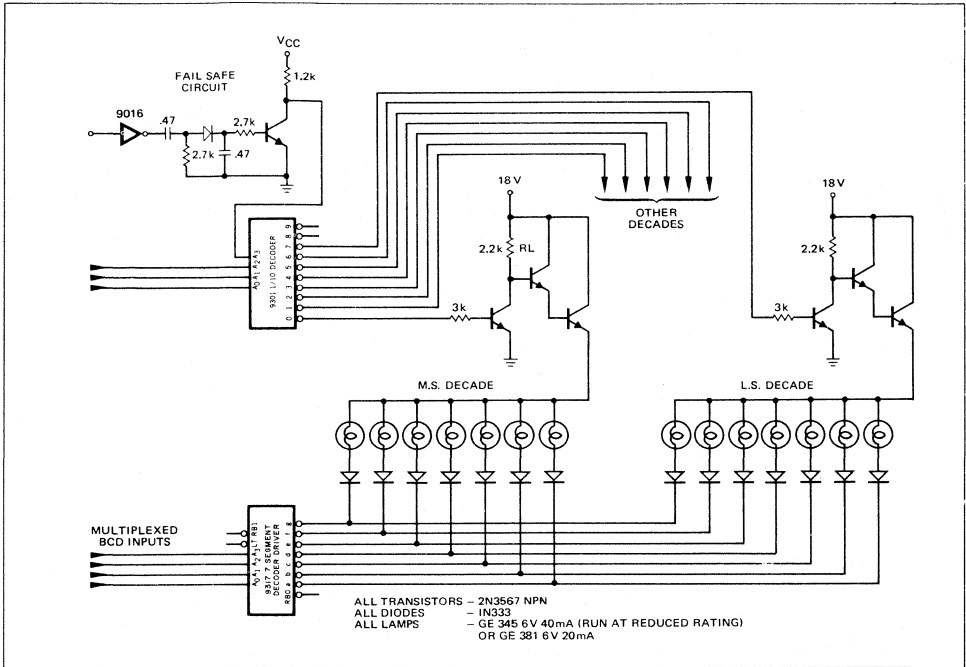 VCC
1.2k
FAIL SAFE
CIRCUIT
9016
.47
2.7k
2.7k
.47
18 V
18 V
OTHER
DECADES
2.2k
RL
2.2k
3k
3k
9301 1/10 DECODER
A0 A1 A2 A3
0 1 2 3 4 5 6 7 8 9
M.S. DECADE
L.S. DECADE
MULTIPLEXED
BCD INPUTS
9317 7 SEGMENT
DECODER DRIVER
A0 A1 A2 A3 LT RB1
RBO a b c d e f g
ALL TRANSISTORS – 2N3567 NPN
ALL DIODES – IN333
ALL LAMPS – GE 345 6V 40mA (RUN AT REDUCED RATING)
OR GE 381 6V 20mA